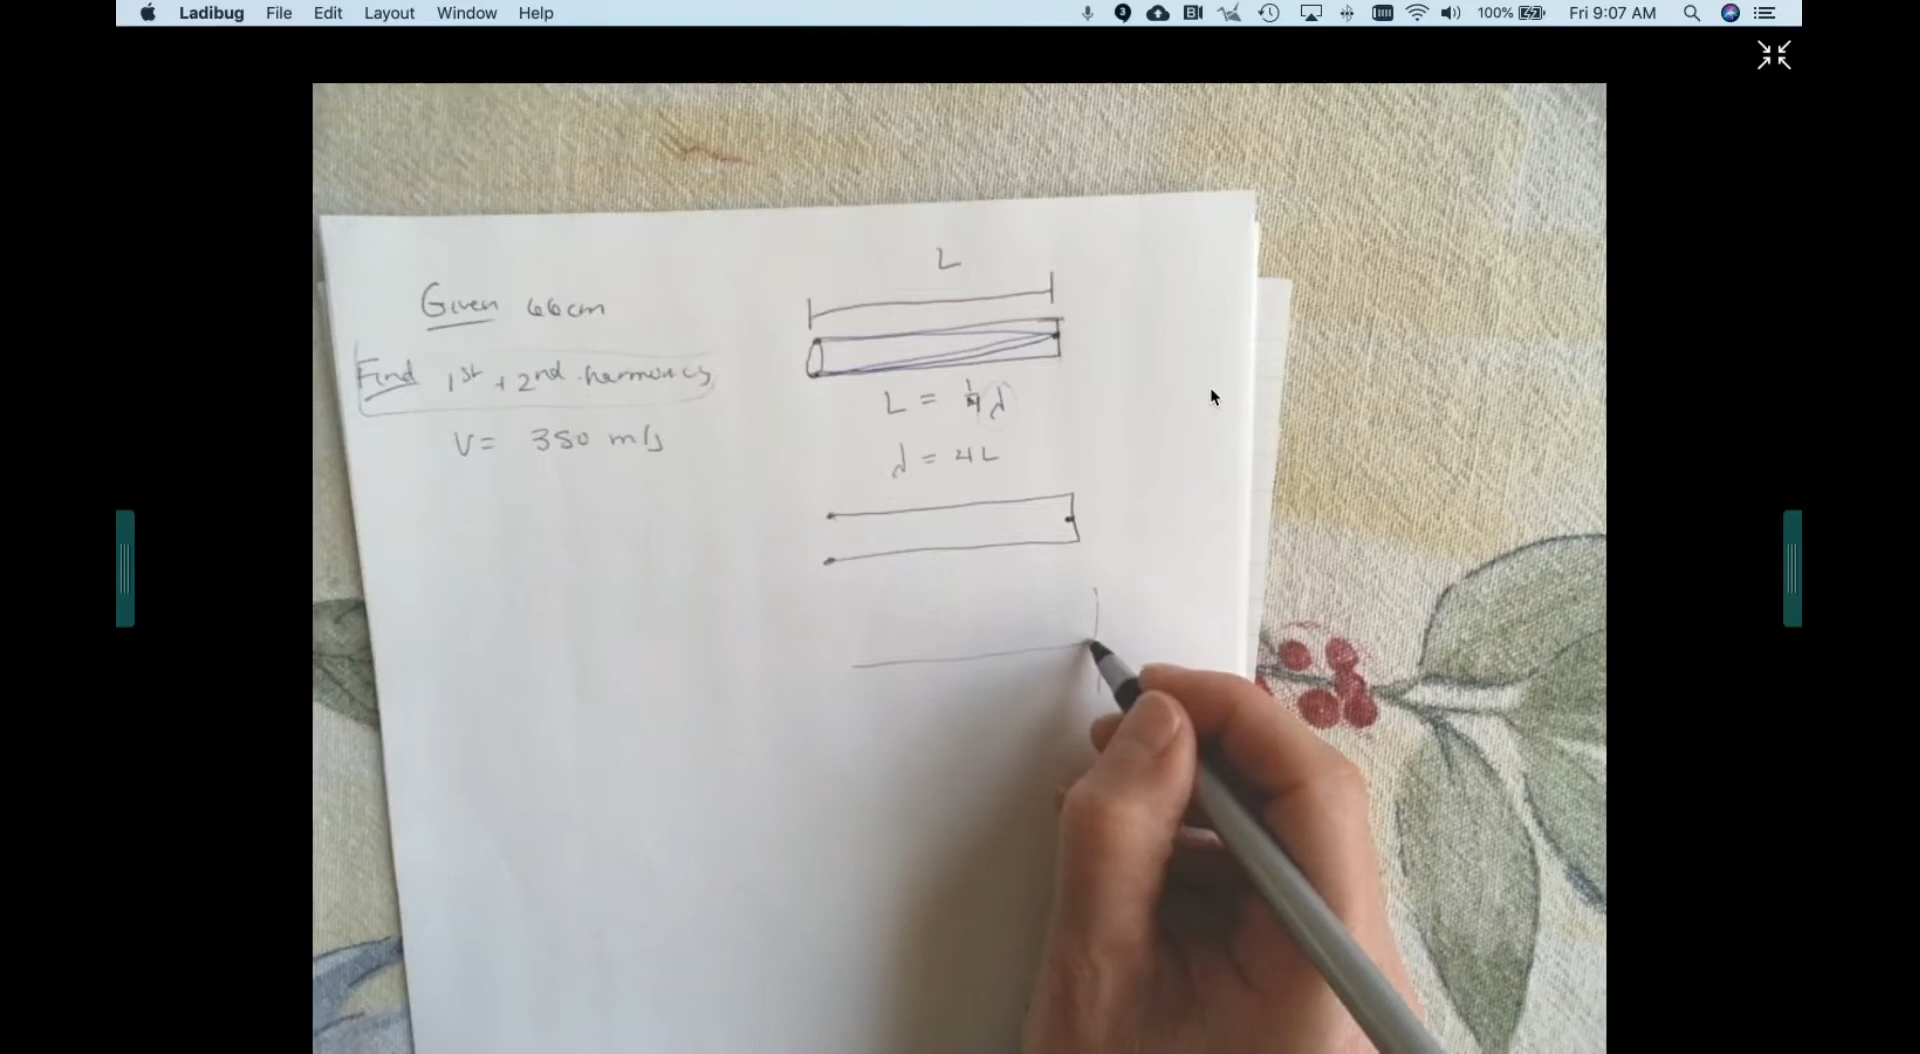 Ladibug File Edit Layout Window Help
3
100%
Fri 9:07 AM
L
Given 66cm
Find 1st + 2nd harmonics
V = 350 m/s
L = 1/4 λ
λ = 4L